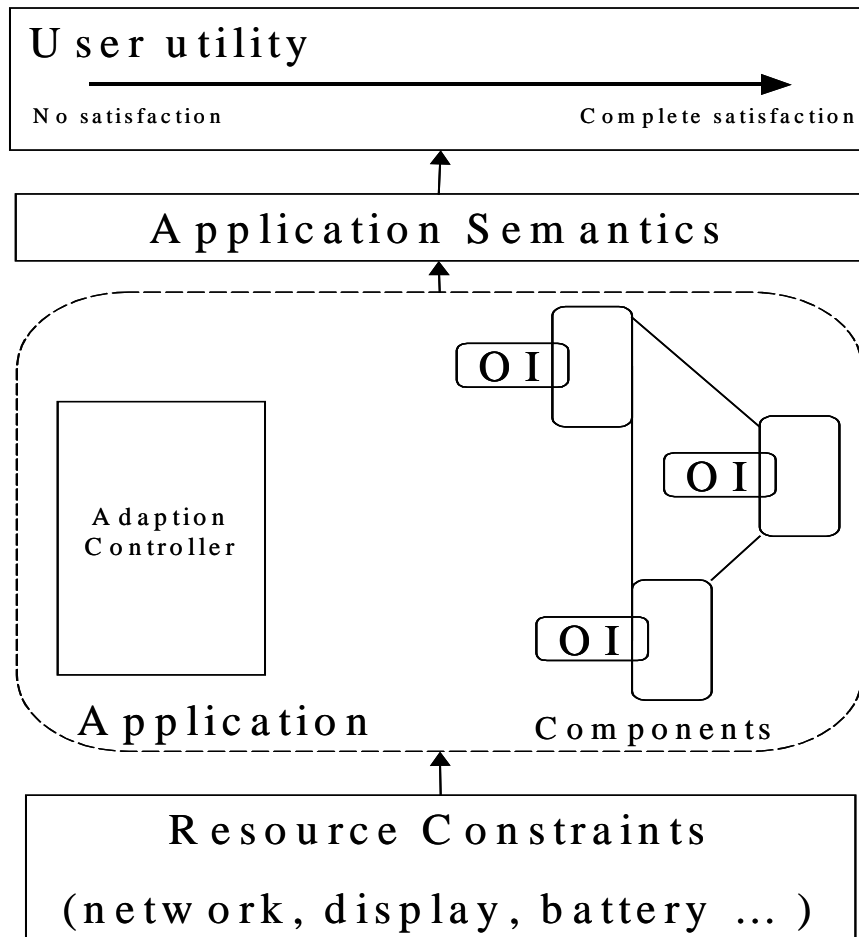 User utility
No satisfaction
Complete satisfaction
Application Semantics
OI
OI
Adaption
Controller
OI
Application
Components
Resource Constraints
(network, display, battery ... )